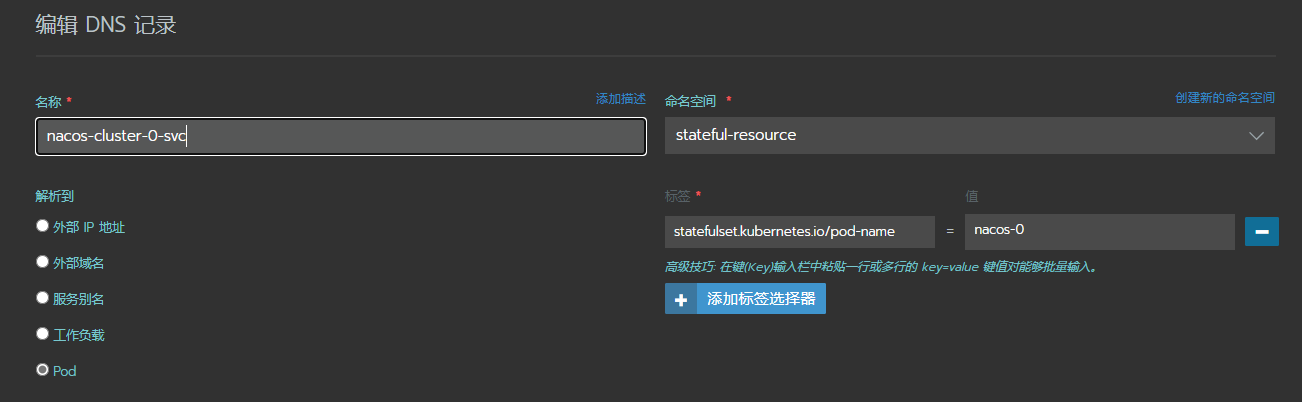 编辑 DNS 记录
名称 *
添加描述
命名空间 *
创建新的命名空间
nacos-cluster-0-svc
stateful-resource
解析到
标签 *
值
外部 IP 地址
statefulset.kubernetes.io/pod-name
=
nacos-0
外部域名
高级技巧: 在键(Key)输入栏中粘贴一行或多行的 key=value 键值对能够批量输入。
服务别名
添加标签选择器
工作负载
Pod